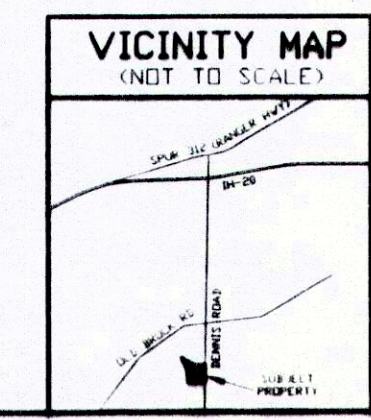 VICINITY MAP
(NOT TO SCALE)
SPUR 312 (RANGER HWY)
IH-20
OLD BROCK RD
DENNIS ROAD
SUBJECT
PROPERTY